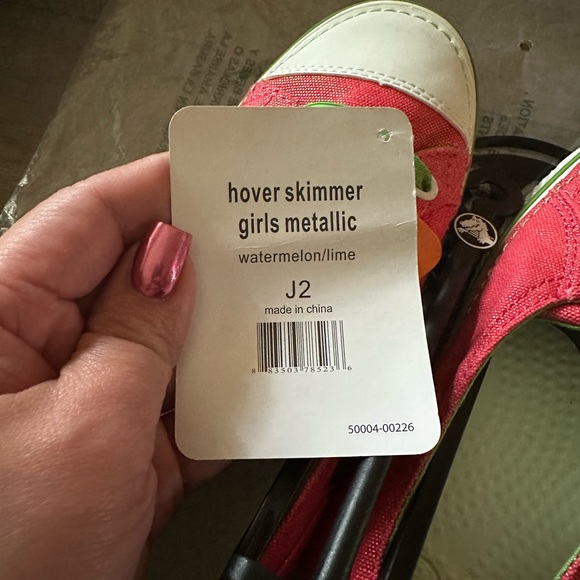 hover skimmer
girls metallic
watermelon/lime
J2
made in china
8 83503 78523 6
50004-00226